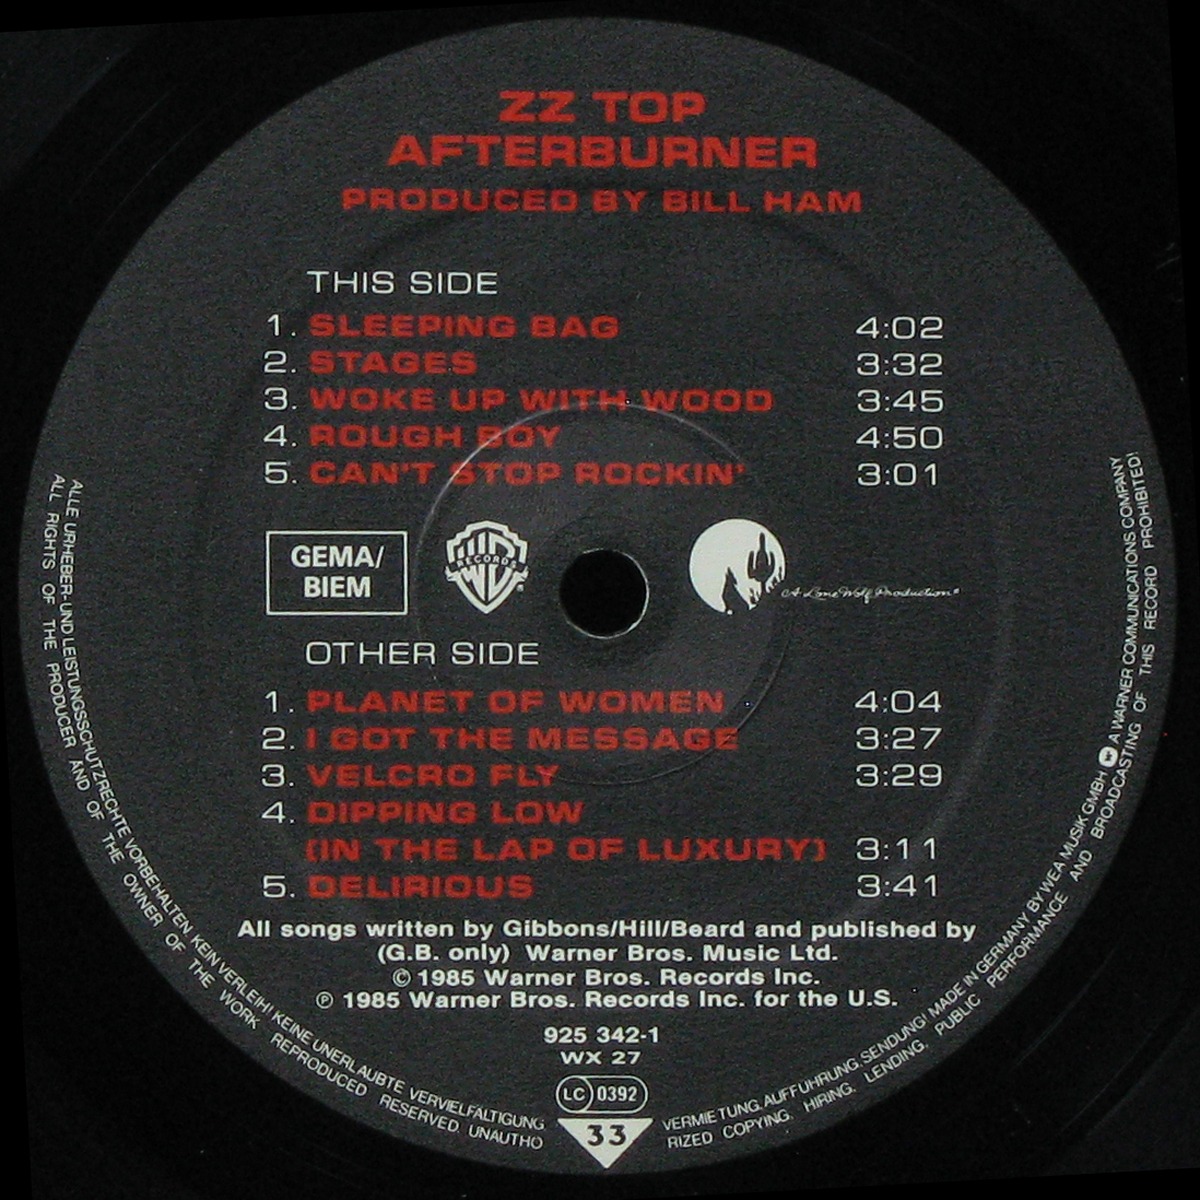 ZZ TOP
AFTERBURNER
PRODUCED BY BILL HAM
THIS SIDE
1. SLEEPING BAG 4:02
2. STAGES 3:32
3. WOKE UP WITH WOOD 3:45
4. ROUGH BOY 4:50
5. CAN'T STOP ROCKIN' 3:01
GEMA/
BIEM
WB RECORDS
A Lone Wolf Production®
OTHER SIDE
1. PLANET OF WOMEN 4:04
2. I GOT THE MESSAGE 3:27
3. VELCRO FLY 3:29
4. DIPPING LOW
(IN THE LAP OF LUXURY) 3:11
5. DELIRIOUS 3:41
All songs written by Gibbons/Hill/Beard and published by
(G.B. only) Warner Bros. Music Ltd.
© 1985 Warner Bros. Records Inc.
℗ 1985 Warner Bros. Records Inc. for the U.S.
925 342-1
WX 27
LC 0392
33
ALLE URHEBER- UND LEISTUNGSSCHUTZRECHTE VORBEHALTEN KEIN VERLEIH! KEINE UNERLAUBTE VERVIELFÄLTIGUNG, VERMIETUNG, AUFFÜHRUNG, SENDUNG! MADE IN GERMANY BY WEA MUSIK GMBH A WARNER COMMUNICATIONS COMPANY
ALL RIGHTS OF THE PRODUCER AND OF THE OWNER OF THE WORK REPRODUCED RESERVED. UNAUTHORIZED COPYING, HIRING, LENDING, PUBLIC PERFORMANCE AND BROADCASTING OF THIS RECORD PROHIBITED!